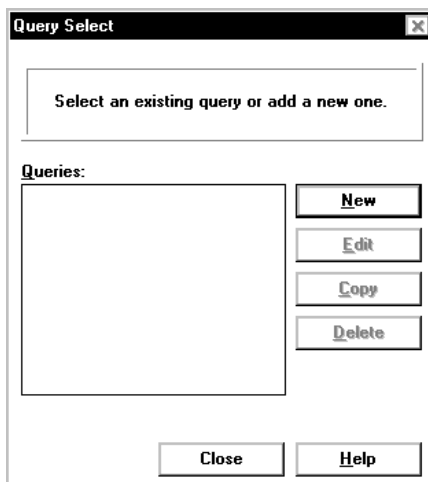 Query Select
Select an existing query or add a new one.
Queries:
New
Edit
Copy
Delete
Close
Help